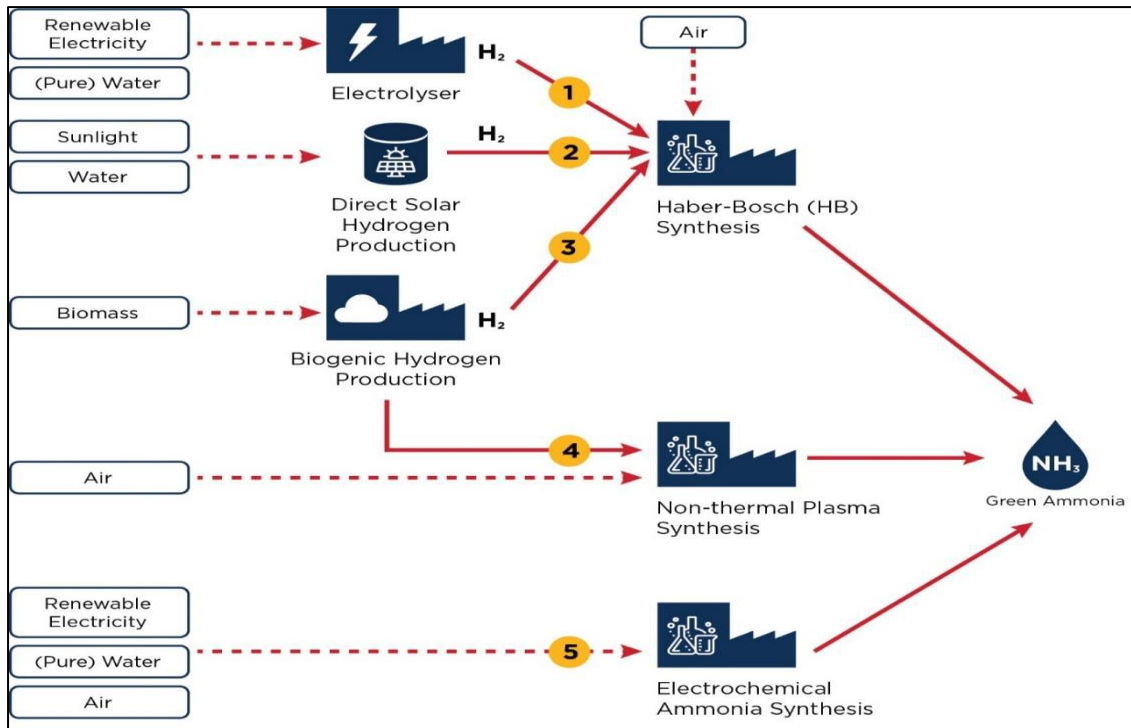 Renewable
Electricity
(Pure) Water
H₂
Electrolyser
1
Air
Sunlight
Water
H₂
2
Direct Solar
Hydrogen
Production
Haber-Bosch (HB)
Synthesis
3
Biomass
H₂
Biogenic Hydrogen
Production
4
Air
Non-thermal Plasma
Synthesis
NH₃
Green Ammonia
Renewable
Electricity
(Pure) Water
Air
5
Electrochemical
Ammonia Synthesis